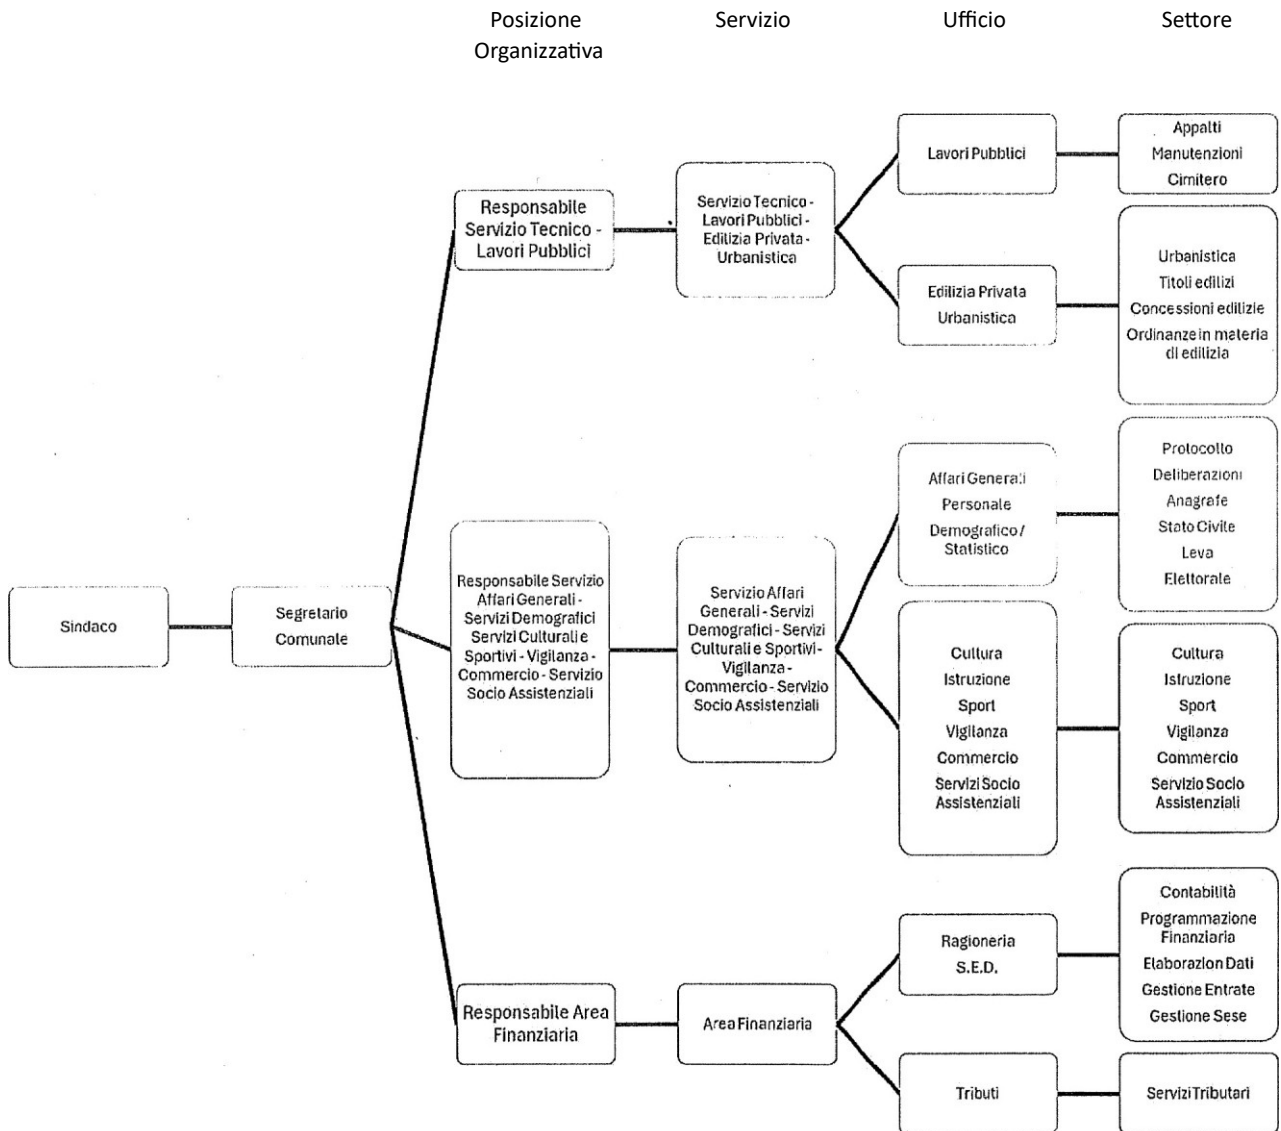 Posizione
Organizzativa
Servizio
Ufficio
Settore
Sindaco
Segretario
Comunale
Responsabile
Servizio Tecnico -
Lavori Pubblici
Servizio Tecnico -
Lavori Pubblici -
Edilizia Privata -
Urbanistica
Lavori Pubblici
Appalti
Manutenzioni
Cimitero
Edilizia Privata
Urbanistica
Urbanistica
Titoli edilizi
Concessioni edilizie
Ordinanze in materia
di edilizia
Responsabile Servizio
Affari Generali -
Servizi Demografici
Servizi Culturali e
Sportivi - Vigilanza -
Commercio - Servizio
Socio Assistenziali
Servizio Affari
Generali - Servizi
Demografici - Servizi
Culturali e Sportivi-
Vigilanza -
Commercio - Servizio
Socio Assistenziali
Affari Generali
Personale
Demografico /
Statistico
Protocollo
Deliberazioni
Anagrafe
Stato Civile
Leva
Elettorale
Cultura
Istruzione
Sport
Vigilanza
Commercio
Servizi Socio
Assistenziali
Cultura
Istruzione
Sport
Vigilanza
Commercio
Servizio Socio
Assistenziali
Responsabile Area
Finanziaria
Area Finanziaria
Ragioneria
S.E.D.
Contabilità
Programmazione
Finanziaria
Elaborazion Dati
Gestione Entrate
Gestione Sese
Tributi
Servizi Tributari